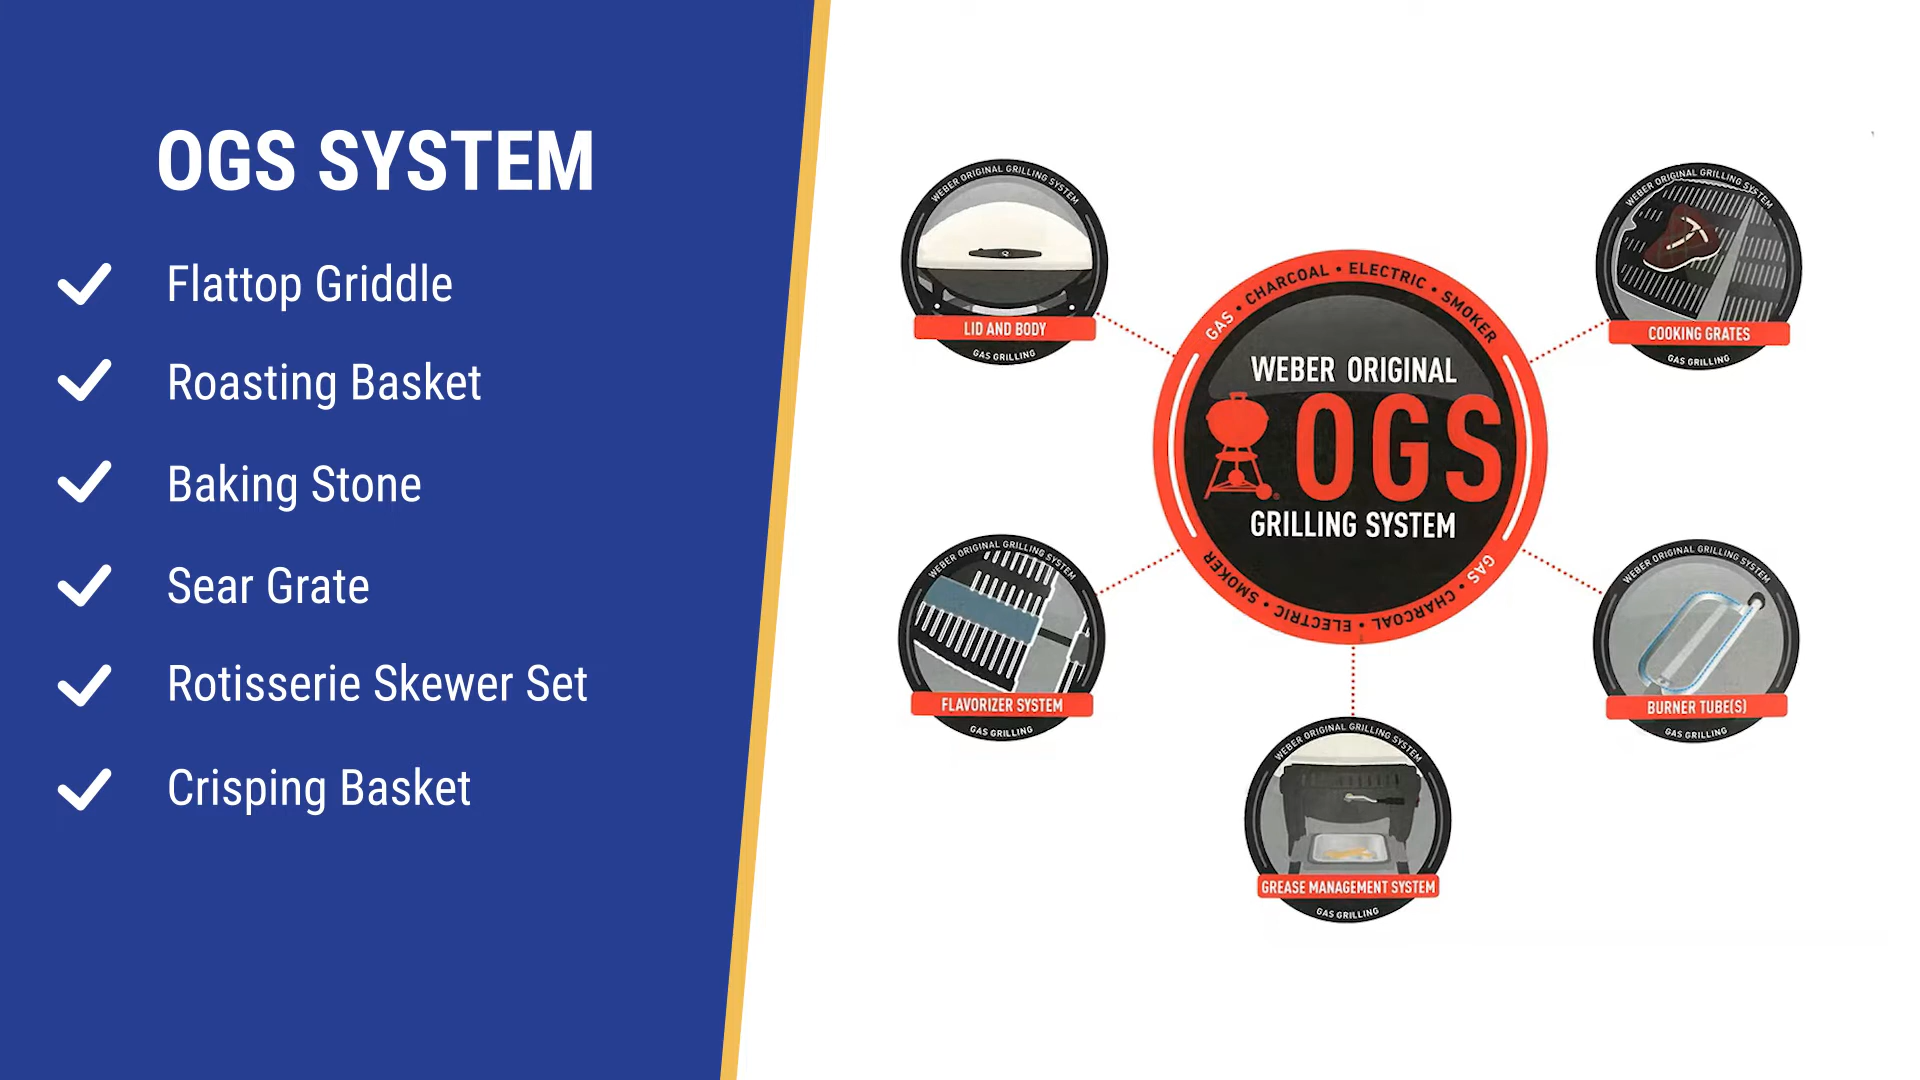 OGS SYSTEM
Flattop Griddle
Roasting Basket
Baking Stone
Sear Grate
Rotisserie Skewer Set
Crisping Basket
WEBER ORIGINAL GRILLING SYSTEM
LID AND BODY
GAS GRILLING
WEBER ORIGINAL GRILLING SYSTEM
COOKING GRATES
GAS GRILLING
GAS • CHARCOAL • ELECTRIC • SMOKER
WEBER ORIGINAL
OGS
GRILLING SYSTEM
GAS • CHARCOAL • ELECTRIC • SMOKER
WEBER ORIGINAL GRILLING SYSTEM
FLAVORIZER SYSTEM
GAS GRILLING
WEBER ORIGINAL GRILLING SYSTEM
BURNER TUBE(S)
GAS GRILLING
WEBER ORIGINAL GRILLING SYSTEM
GREASE MANAGEMENT SYSTEM
GAS GRILLING